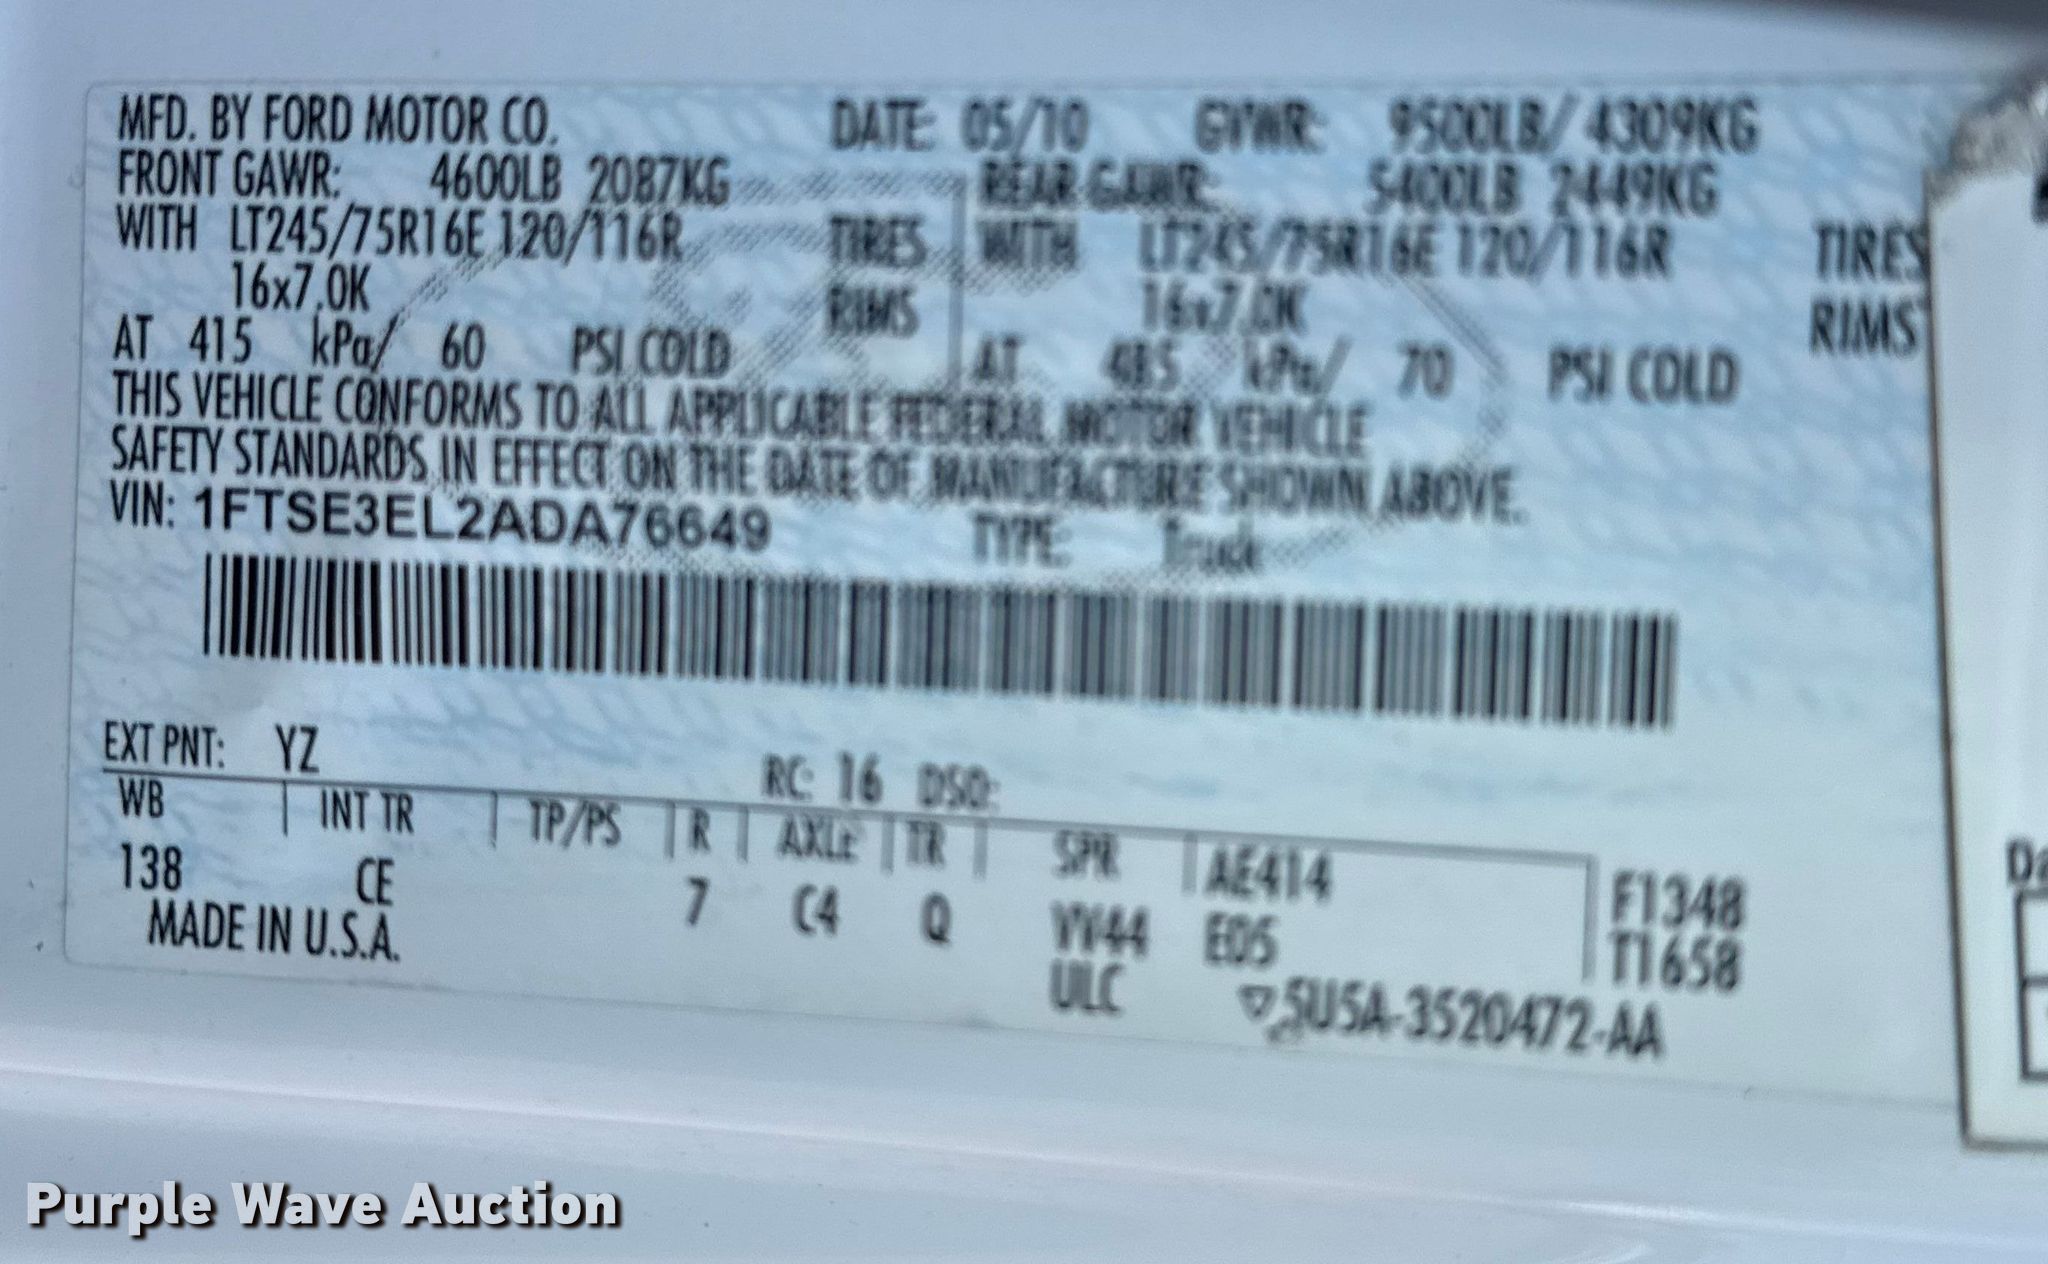 MFD. BY FORD MOTOR CO. DATE: 05/10 GVWR: 9500LB/ 4309KG
FRONT GAWR: 4600LB 2087KG REAR GAWR: 5400LB 2449KG
WITH LT245/75R16E 120/116R TIRES WITH LT245/75R16E 120/116R TIRES
16x7.0K RIMS 16x7.0K RIMS
AT 415 kPa/ 60 PSI COLD AT 485 kPa/ 70 PSI COLD
THIS VEHICLE CONFORMS TO ALL APPLICABLE FEDERAL MOTOR VEHICLE
SAFETY STANDARDS IN EFFECT ON THE DATE OF MANUFACTURE SHOWN ABOVE.
VIN: 1FTSE3EL2ADA76649 TYPE: Truck
EXT PNT: YZ RC: 16 DSO:
WB | INT TR | TP/PS | R | AXLE | TR | SPR | AE414 F1348
138 CE 7 C4 Q YV44 E05 T1658
MADE IN U.S.A. ULC ▽5U5A-3520472-AA
Purple Wave Auction